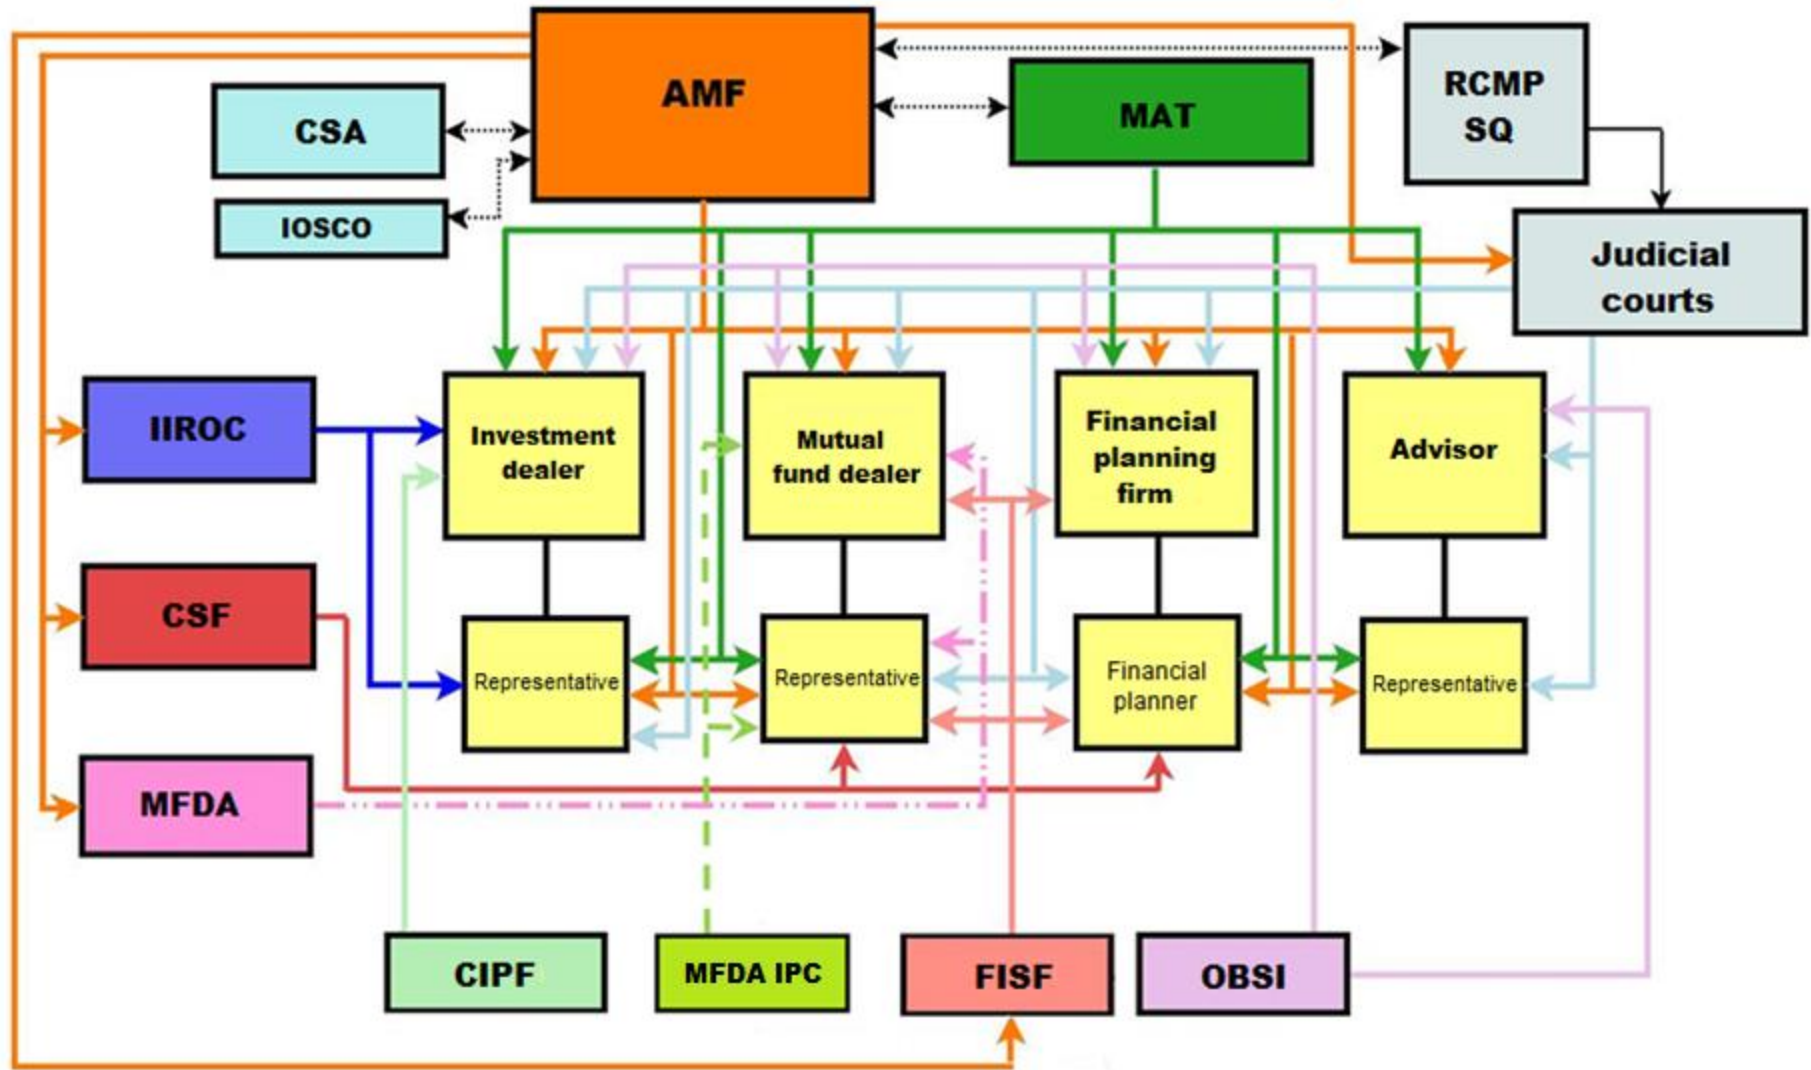 AMF
RCMP
SQ
MAT
CSA
IOSCO
Judicial
courts
IIROC
Investment
dealer
Mutual
fund dealer
Financial
planning
firm
Advisor
CSF
Representative
Representative
Financial
planner
Representative
MFDA
CIPF
MFDA IPC
FISF
OBSI